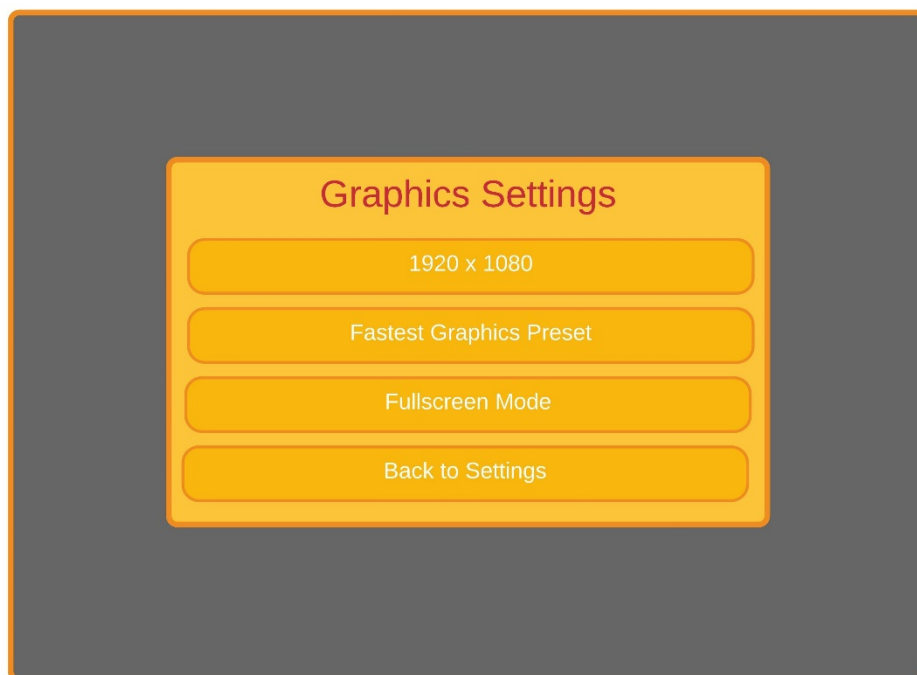 Graphics Settings
1920 x 1080
Fastest Graphics Preset
Fullscreen Mode
Back to Settings